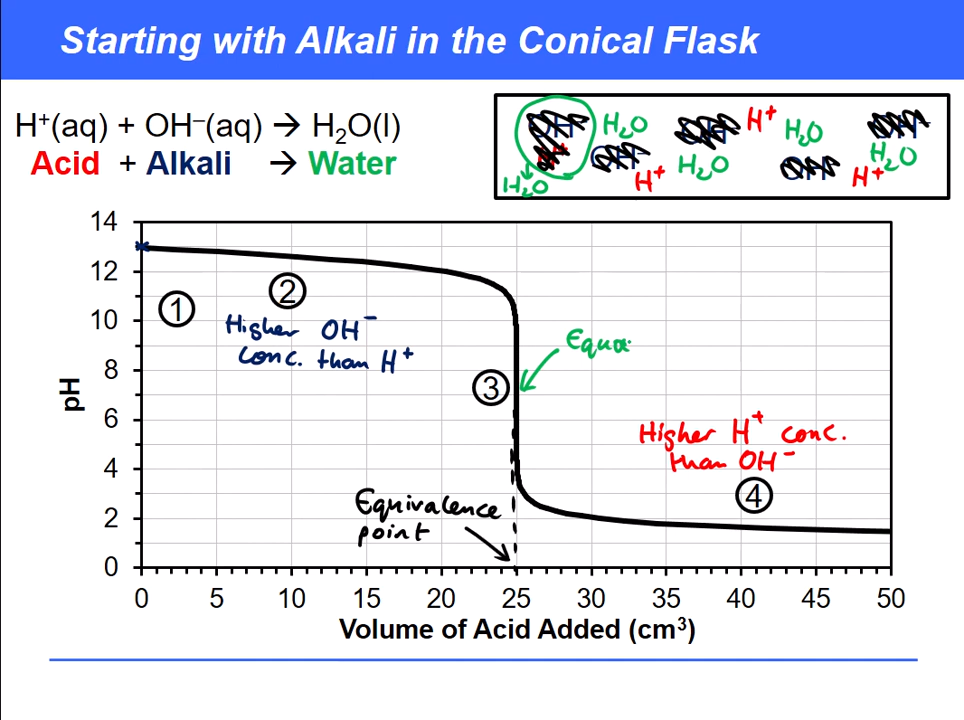 Starting with Alkali in the Conical Flask
H⁺(aq) + OH⁻(aq) → H₂O(l)
Acid + Alkali → Water
H₂O H⁺ H₂O
H₂O H⁺ H₂O H⁺ H₂O
14
12
10
8
6
4
2
0
pH
1
2
Higher OH⁻
conc. than H⁺
3
Equa
Higher H⁺ conc.
than OH⁻
4
Equivalence
point
0 5 10 15 20 25 30 35 40 45 50
Volume of Acid Added (cm³)